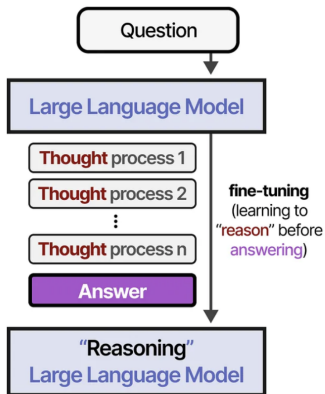 Question
Large Language Model
Thought process 1
Thought process 2
⋮
Thought process n
Answer
fine-tuning
(learning to
“reason” before
answering)
“Reasoning”
Large Language Model